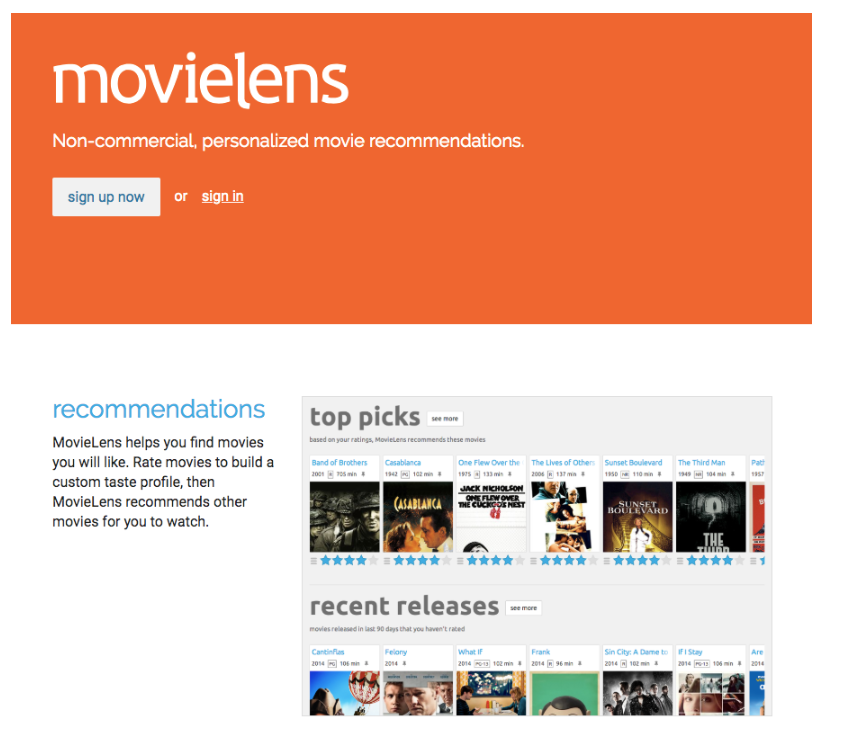 movielens
Non-commercial, personalized movie recommendations.
sign up now or sign in
recommendations
MovieLens helps you find movies
you will like. Rate movies to build a
custom taste profile, then
MovieLens recommends other
movies for you to watch.
top picks see more
based on your ratings, MovieLens recommends these movies
Band of Brothers Casablanca One Flew Over the The Lives of Others Sunset Boulevard The Third Man Pat
2001 R 705 min 1942 PG 102 min 1975 R 133 min 2006 R 137 min 1950 NR 110 min 1949 NR 104 min 1957
CASABLANCA
JACK NICHOLSON
ONE FLEW OVER
THE CUCKOO'S NEST
SUNSET
BOULEVARD
THE
THIRD
recent releases see more
movies released in last 90 days that you haven't rated
Cantinflas Felony What If Frank Sin City: A Dame to If I Stay Are
2014 PG 106 min 2014 2014 PG-13 102 min 2014 R 96 min 2014 R 102 min 2014 PG-13 106 min 2014